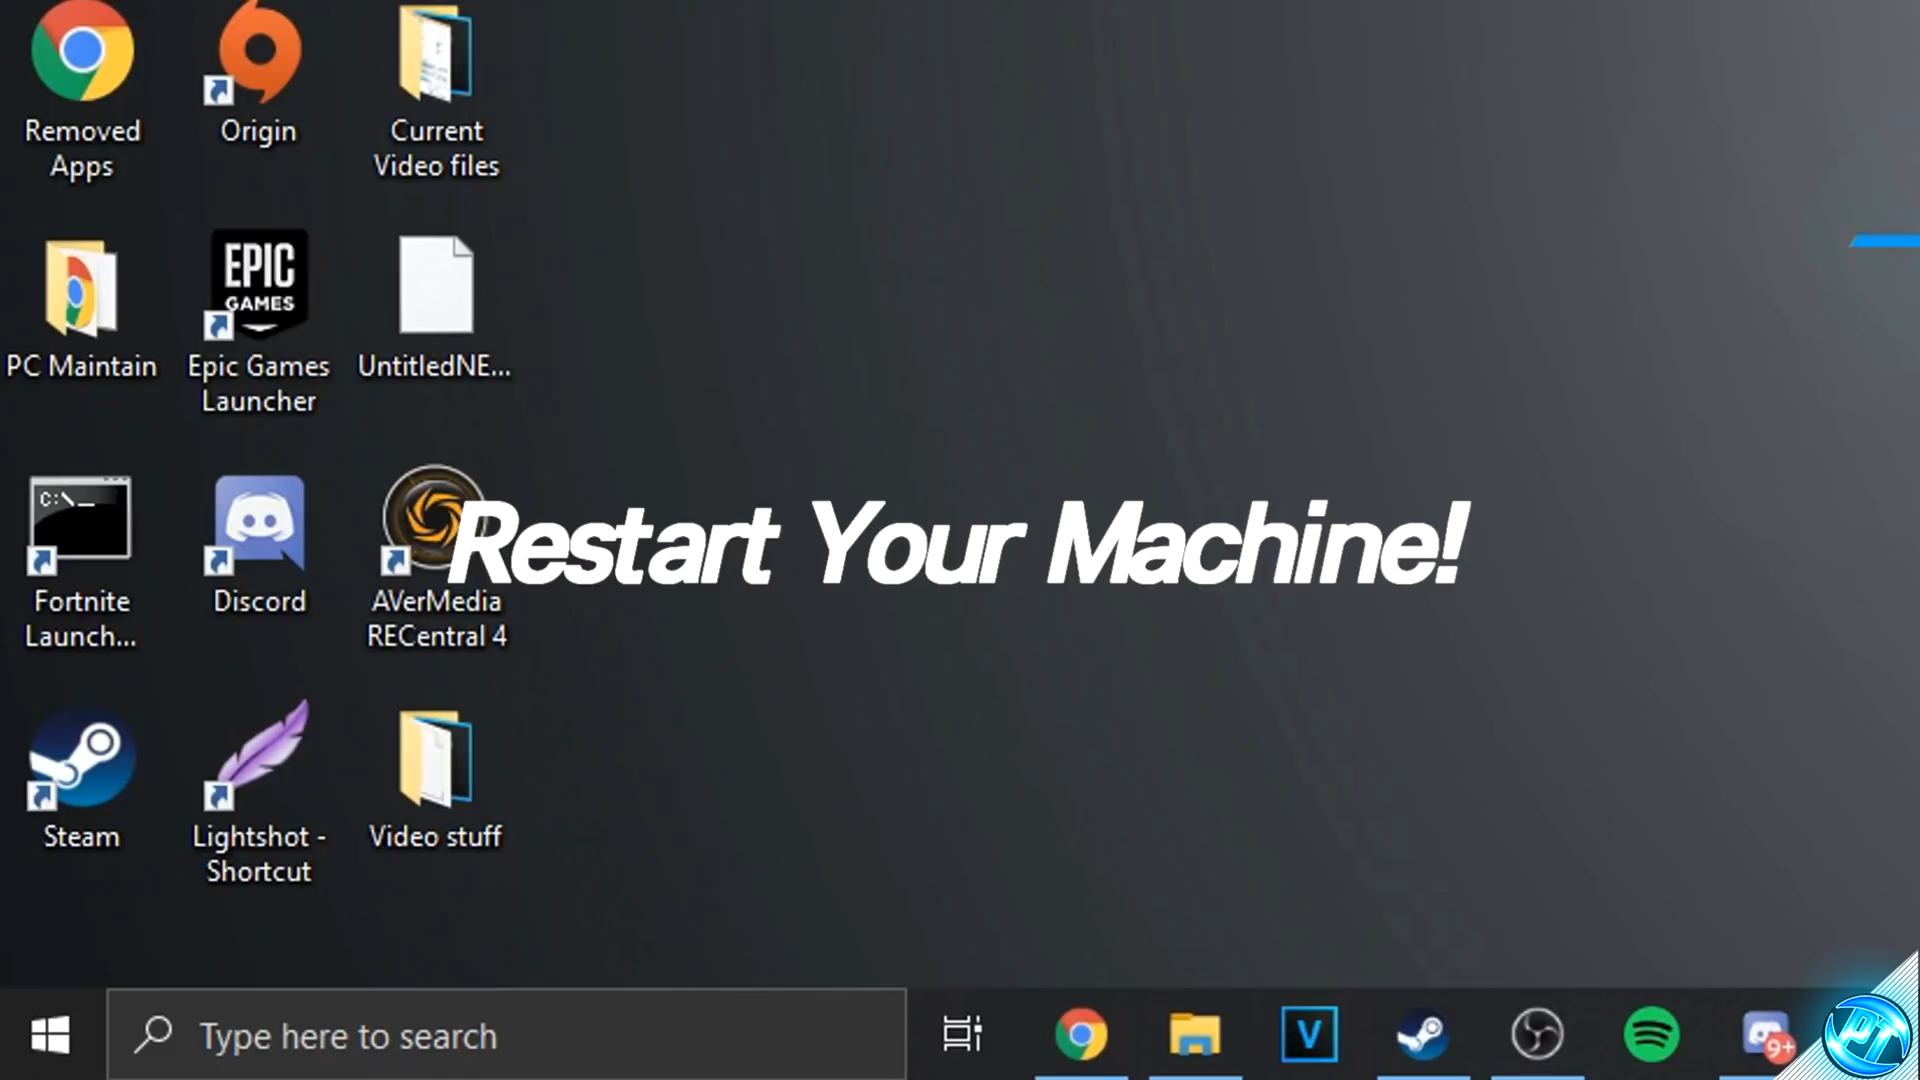 Removed
Apps
Origin
Current
Video files
PC Maintain
EPIC
GAMES
Epic Games
Launcher
UntitledNE...
C:\_
Fortnite
Launch...
Discord
AVerMedia
RECentral 4
Restart Your Machine!
Steam
Lightshot -
Shortcut
Video stuff
Type here to search
V
9+
PT